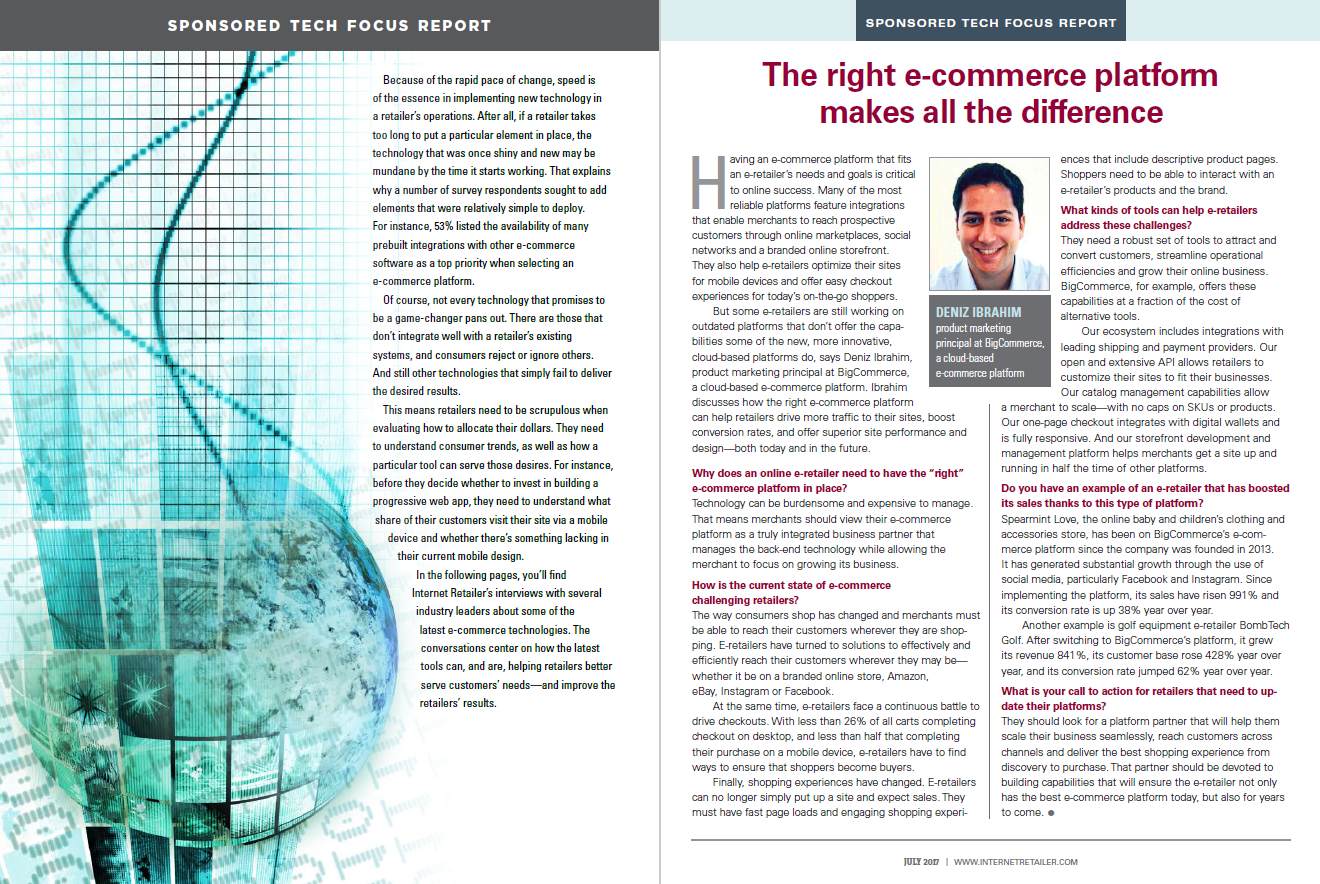 SPONSORED TECH FOCUS REPORT
Because of the rapid pace of change, speed is
of the essence in implementing new technology in
a retailer's operations. After all, if a retailer takes
too long to put a particular element in place, the
technology that was once shiny and new may be
mundane by the time it starts working. That explains
why a number of survey respondents sought to add
elements that were relatively simple to deploy.
For instance, 53% listed the availability of many
prebuilt integrations with other e-commerce
software as a top priority when selecting an
e-commerce platform.
Of course, not every technology that promises to
be a game-changer pans out. There are those that
don't integrate well with a retailer's existing
systems, and consumers reject or ignore others.
And still other technologies that simply fail to deliver
the desired results.
This means retailers need to be scrupulous when
evaluating how to allocate their dollars. They need
to understand consumer trends, as well as how a
particular tool can serve those desires. For instance,
before they decide whether to invest in building a
progressive web app, they need to understand what
share of their customers visit their site via a mobile
device and whether there's something lacking in
their current mobile design.
In the following pages, you'll find
Internet Retailer's interviews with several
industry leaders about some of the
latest e-commerce technologies. The
conversations center on how the latest
tools can, and are, helping retailers better
serve customers' needs—and improve the
retailers' results.
SPONSORED TECH FOCUS REPORT
The right e-commerce platform
makes all the difference
Having an e-commerce platform that fits
an e-retailer's needs and goals is critical
to online success. Many of the most
reliable platforms feature integrations
that enable merchants to reach prospective
customers through online marketplaces, social
networks and a branded online storefront.
They also help e-retailers optimize their sites
for mobile devices and offer easy checkout
experiences for today's on-the-go shoppers.
But some e-retailers are still working on
outdated platforms that don't offer the capa-
bilities some of the new, more innovative,
cloud-based platforms do, says Deniz Ibrahim,
product marketing principal at BigCommerce,
a cloud-based e-commerce platform. Ibrahim
discusses how the right e-commerce platform
can help retailers drive more traffic to their sites, boost
conversion rates, and offer superior site performance and
design—both today and in the future.
Why does an online e-retailer need to have the "right"
e-commerce platform in place?
Technology can be burdensome and expensive to manage.
That means merchants should view their e-commerce
platform as a truly integrated business partner that
manages the back-end technology while allowing the
merchant to focus on growing its business.
How is the current state of e-commerce
challenging retailers?
The way consumers shop has changed and merchants must
be able to reach their customers wherever they are shop-
ping. E-retailers have turned to solutions to effectively and
efficiently reach their customers wherever they may be—
whether it be on a branded online store, Amazon,
eBay, Instagram or Facebook.
At the same time, e-retailers face a continuous battle to
drive checkouts. With less than 26% of all carts completing
checkout on desktop, and less than half that completing
their purchase on a mobile device, e-retailers have to find
ways to ensure that shoppers become buyers.
Finally, shopping experiences have changed. E-retailers
can no longer simply put up a site and expect sales. They
must have fast page loads and engaging shopping experi-
DENIZ IBRAHIM
product marketing
principal at BigCommerce,
a cloud-based
e-commerce platform
ences that include descriptive product pages.
Shoppers need to be able to interact with an
e-retailer's products and the brand.
What kinds of tools can help e-retailers
address these challenges?
They need a robust set of tools to attract and
convert customers, streamline operational
efficiencies and grow their online business.
BigCommerce, for example, offers these
capabilities at a fraction of the cost of
alternative tools.
Our ecosystem includes integrations with
leading shipping and payment providers. Our
open and extensive API allows retailers to
customize their sites to fit their businesses.
Our catalog management capabilities allow
a merchant to scale—with no caps on SKUs or products.
Our one-page checkout integrates with digital wallets and
is fully responsive. And our storefront development and
management platform helps merchants get a site up and
running in half the time of other platforms.
Do you have an example of an e-retailer that has boosted
its sales thanks to this type of platform?
Spearmint Love, the online baby and children's clothing and
accessories store, has been on BigCommerce's e-com-
merce platform since the company was founded in 2013.
It has generated substantial growth through the use of
social media, particularly Facebook and Instagram. Since
implementing the platform, its sales have risen 991% and
its conversion rate is up 38% year over year.
Another example is golf equipment e-retailer BombTech
Golf. After switching to BigCommerce's platform, it grew
its revenue 841%, its customer base rose 428% year over
year, and its conversion rate jumped 62% year over year.
What is your call to action for retailers that need to up-
date their platforms?
They should look for a platform partner that will help them
scale their business seamlessly, reach customers across
channels and deliver the best shopping experience from
discovery to purchase. That partner should be devoted to
building capabilities that will ensure the e-retailer not only
has the best e-commerce platform today, but also for years
to come. ●
JULY 2017 | WWW.INTERNETRETAILER.COM